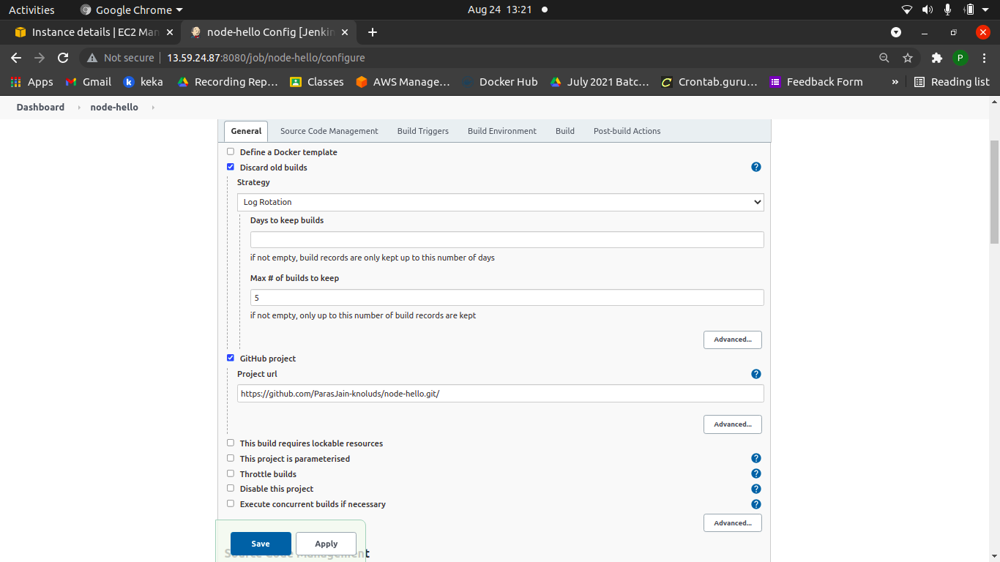 Activities Google Chrome Aug 24 13:21
Instance details | EC2 Man node-hello Config [Jenkin
Not secure 13.59.24.87:8080/job/node-hello/configure P
Apps Gmail keka Recording Rep... Classes AWS Manage... Docker Hub July 2021 Batc... Crontab.guru... Feedback Form » Reading list
Dashboard node-hello
General Source Code Management Build Triggers Build Environment Build Post-build Actions
Define a Docker template
Discard old builds ?
Strategy
Log Rotation
Days to keep builds
if not empty, build records are only kept up to this number of days
Max # of builds to keep
5
if not empty, only up to this number of build records are kept
Advanced...
GitHub project
Project url ?
https://github.com/ParasJain-knoluds/node-hello.git/
Advanced...
This build requires lockable resources
This project is parameterised ?
Throttle builds ?
Disable this project ?
Execute concurrent builds if necessary ?
Advanced...
Save Apply
Source Code Management